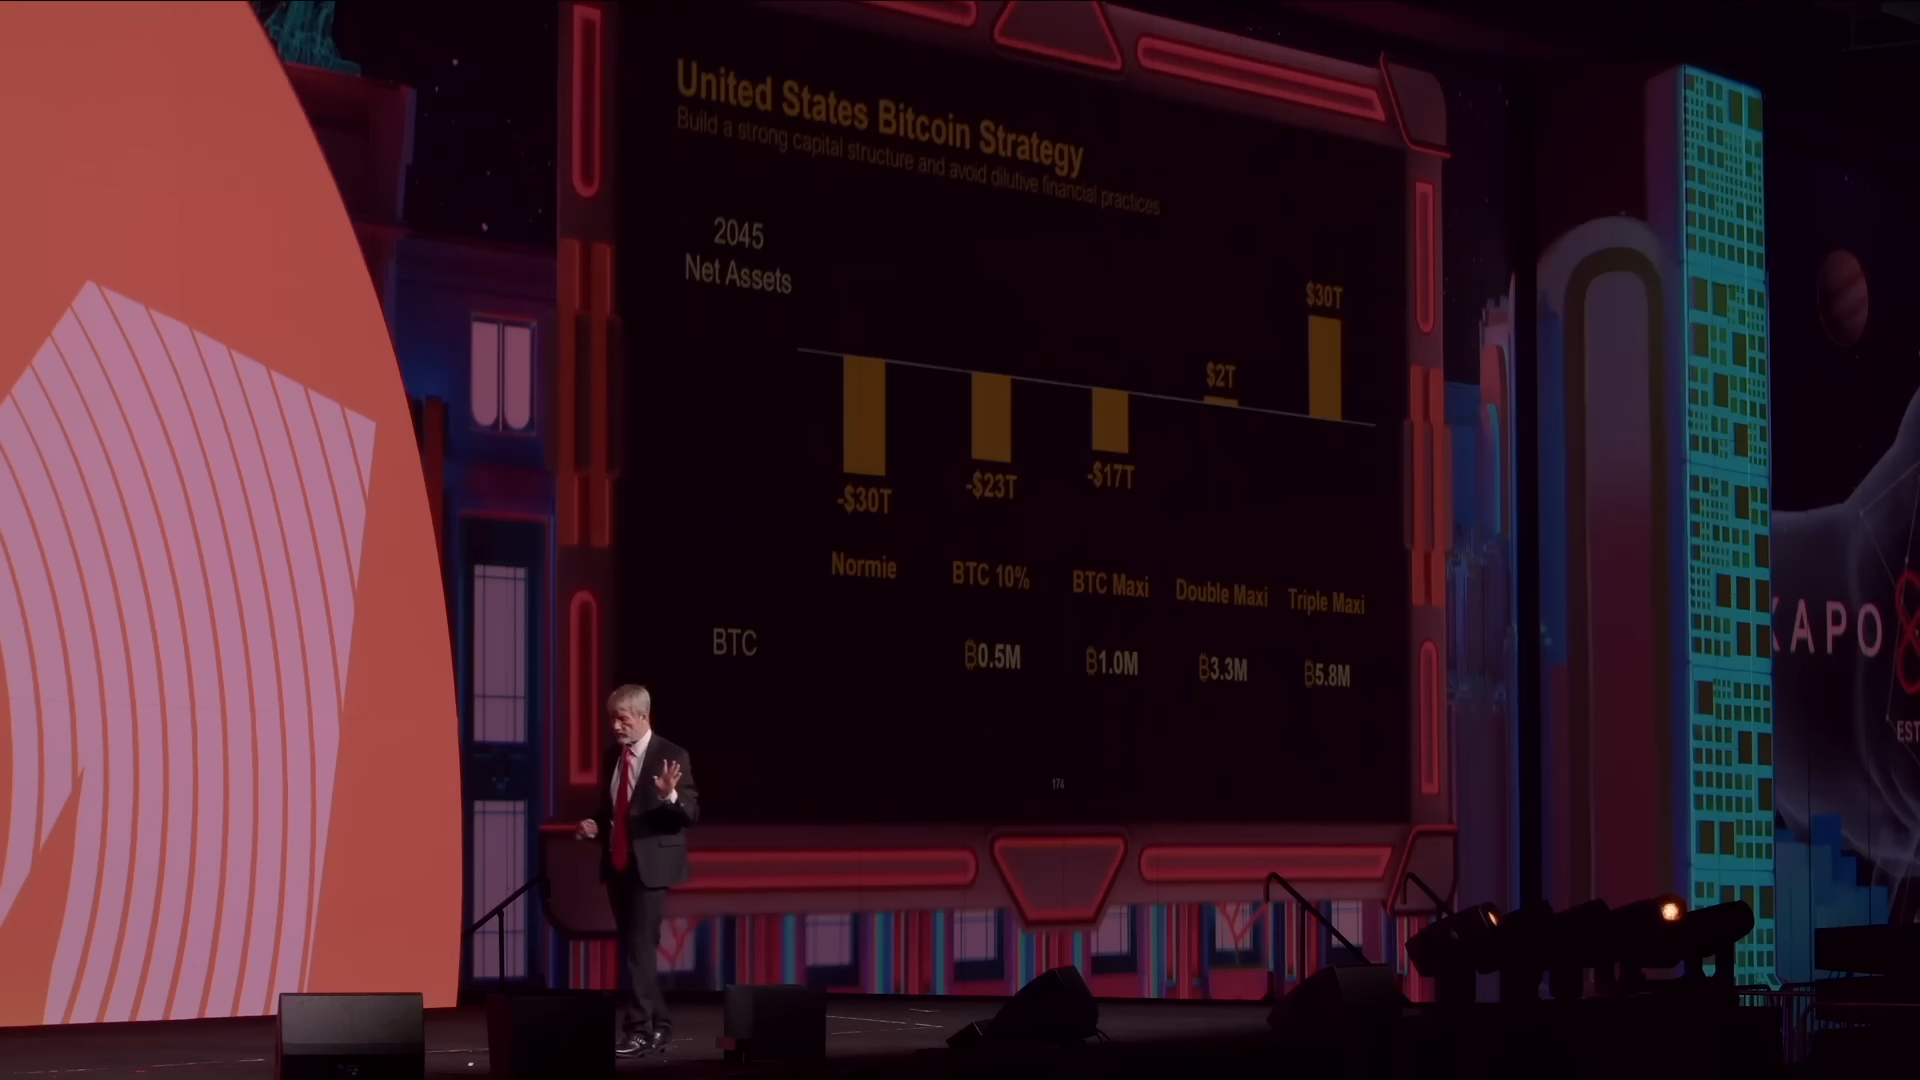 United States Bitcoin Strategy
Build a strong capital structure and avoid dilutive financial practices
2045
Net Assets
$30T
$2T
-$30T
-$23T
-$17T
Normie
BTC 10%
BTC Maxi
Double Maxi
Triple Maxi
BTC
₿0.5M
₿1.0M
₿3.3M
₿5.8M
174
XAPO
EST